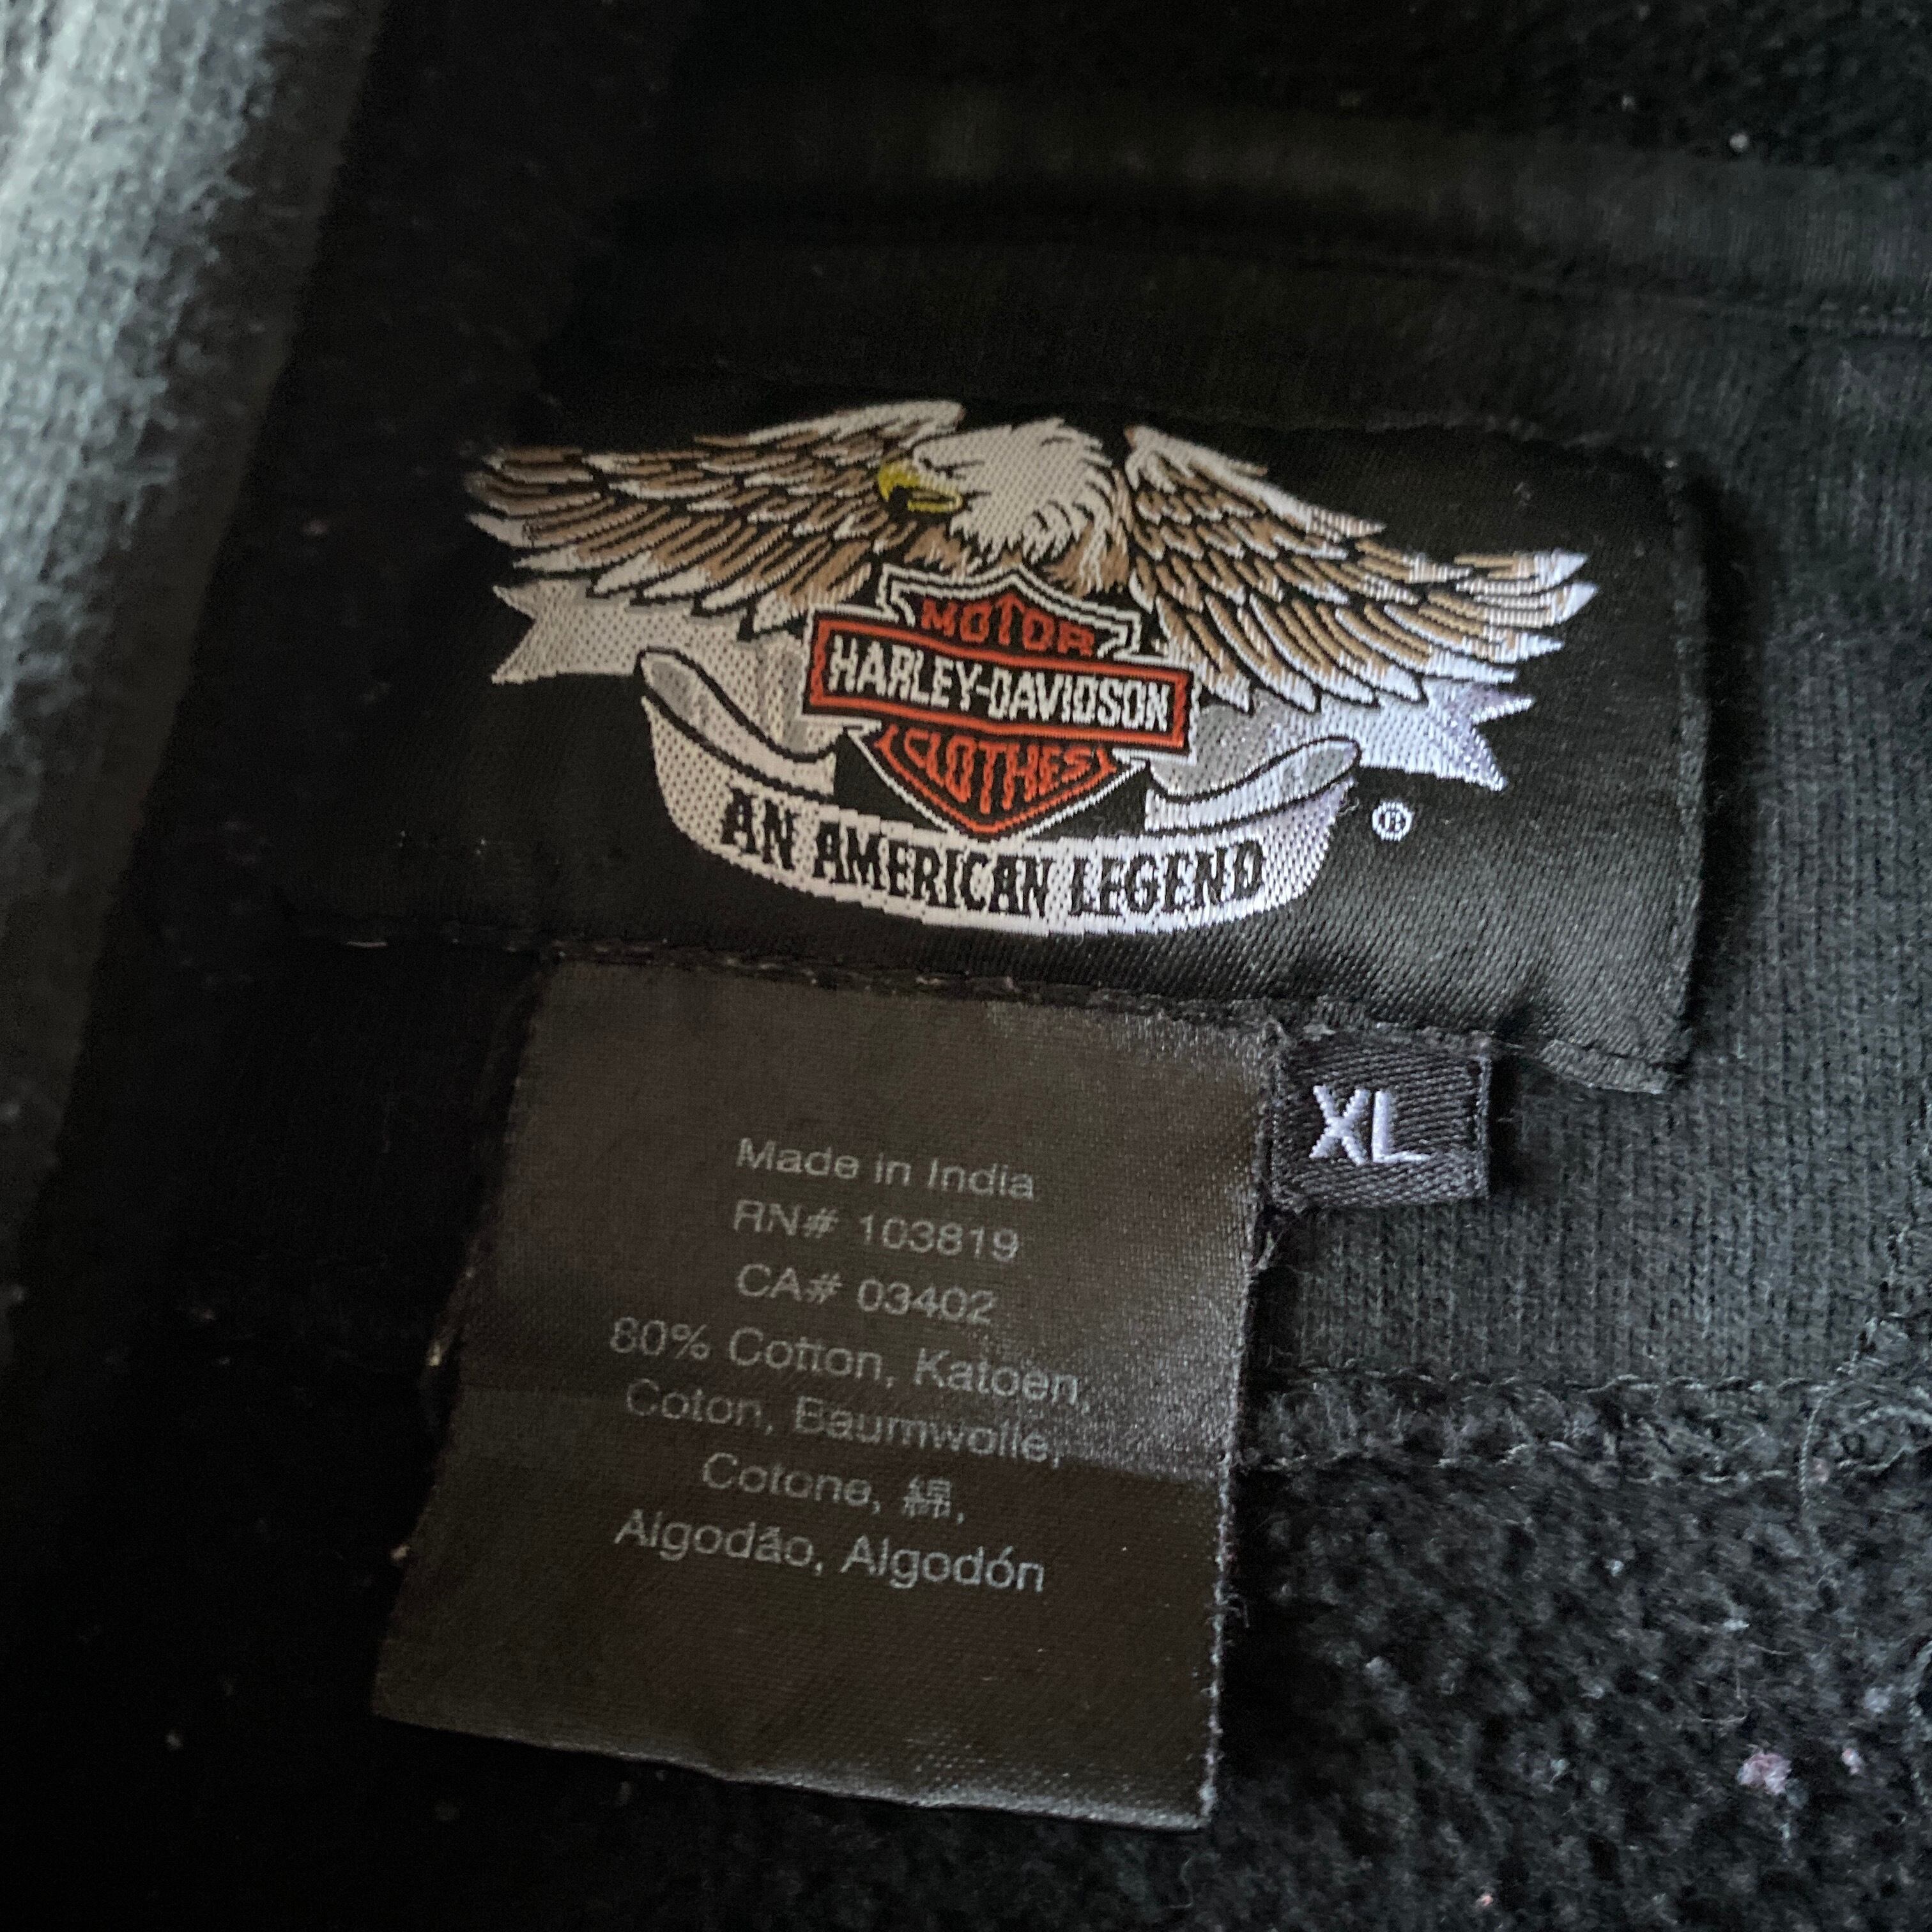 MOTOR
HARLEY-DAVIDSON
CLOTHES
AN AMERICAN LEGEND
®
XL
Made in India
RN# 103819
CA# 03402
80% Cotton, Katoen,
Coton, Baumwolle,
Cotone, 綿,
Algodão, Algodón